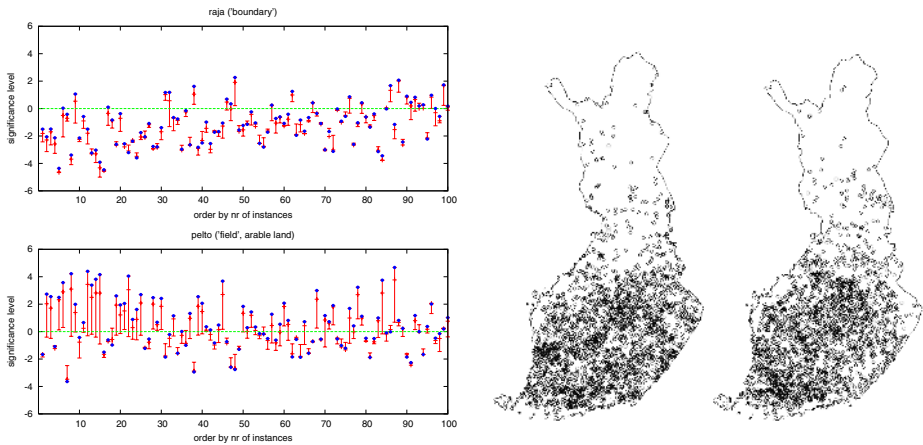 raja ('boundary')
significance level
6
4
2
0
-2
-4
-6
10 20 30 40 50 60 70 80 90 100
order by nr of instances
pelto ('field', arable land)
significance level
6
4
2
0
-2
-4
-6
10 20 30 40 50 60 70 80 90 100
order by nr of instances